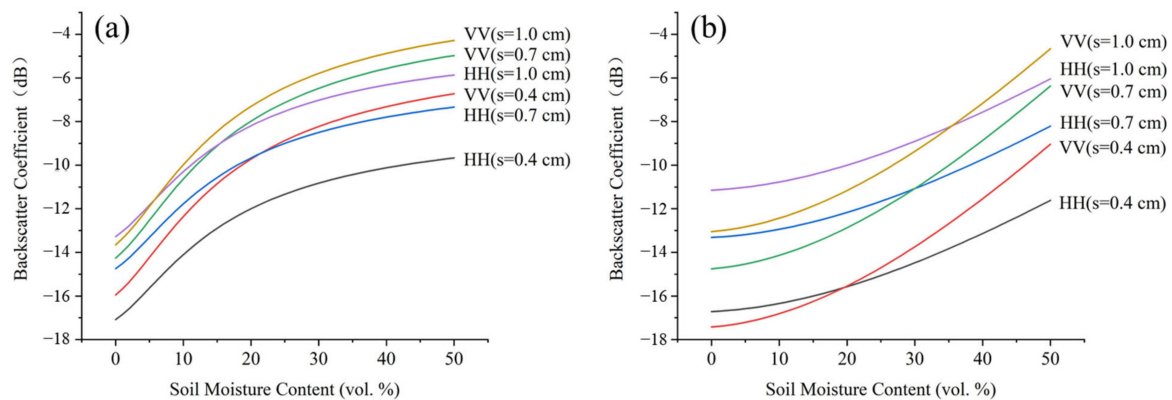 (a)
Backscatter Coefficient（dB）
−4
−6
−8
−10
−12
−14
−16
−18
0 10 20 30 40 50
Soil Moisture Content (vol. %)
VV(s=1.0 cm)
VV(s=0.7 cm)
HH(s=1.0 cm)
VV(s=0.4 cm)
HH(s=0.7 cm)
HH(s=0.4 cm)
(b)
Backscatter Coefficient（dB）
−4
−6
−8
−10
−12
−14
−16
−18
0 10 20 30 40 50
Soil Moisture Content (vol. %)
VV(s=1.0 cm)
HH(s=1.0 cm)
VV(s=0.7 cm)
HH(s=0.7 cm)
VV(s=0.4 cm)
HH(s=0.4 cm)